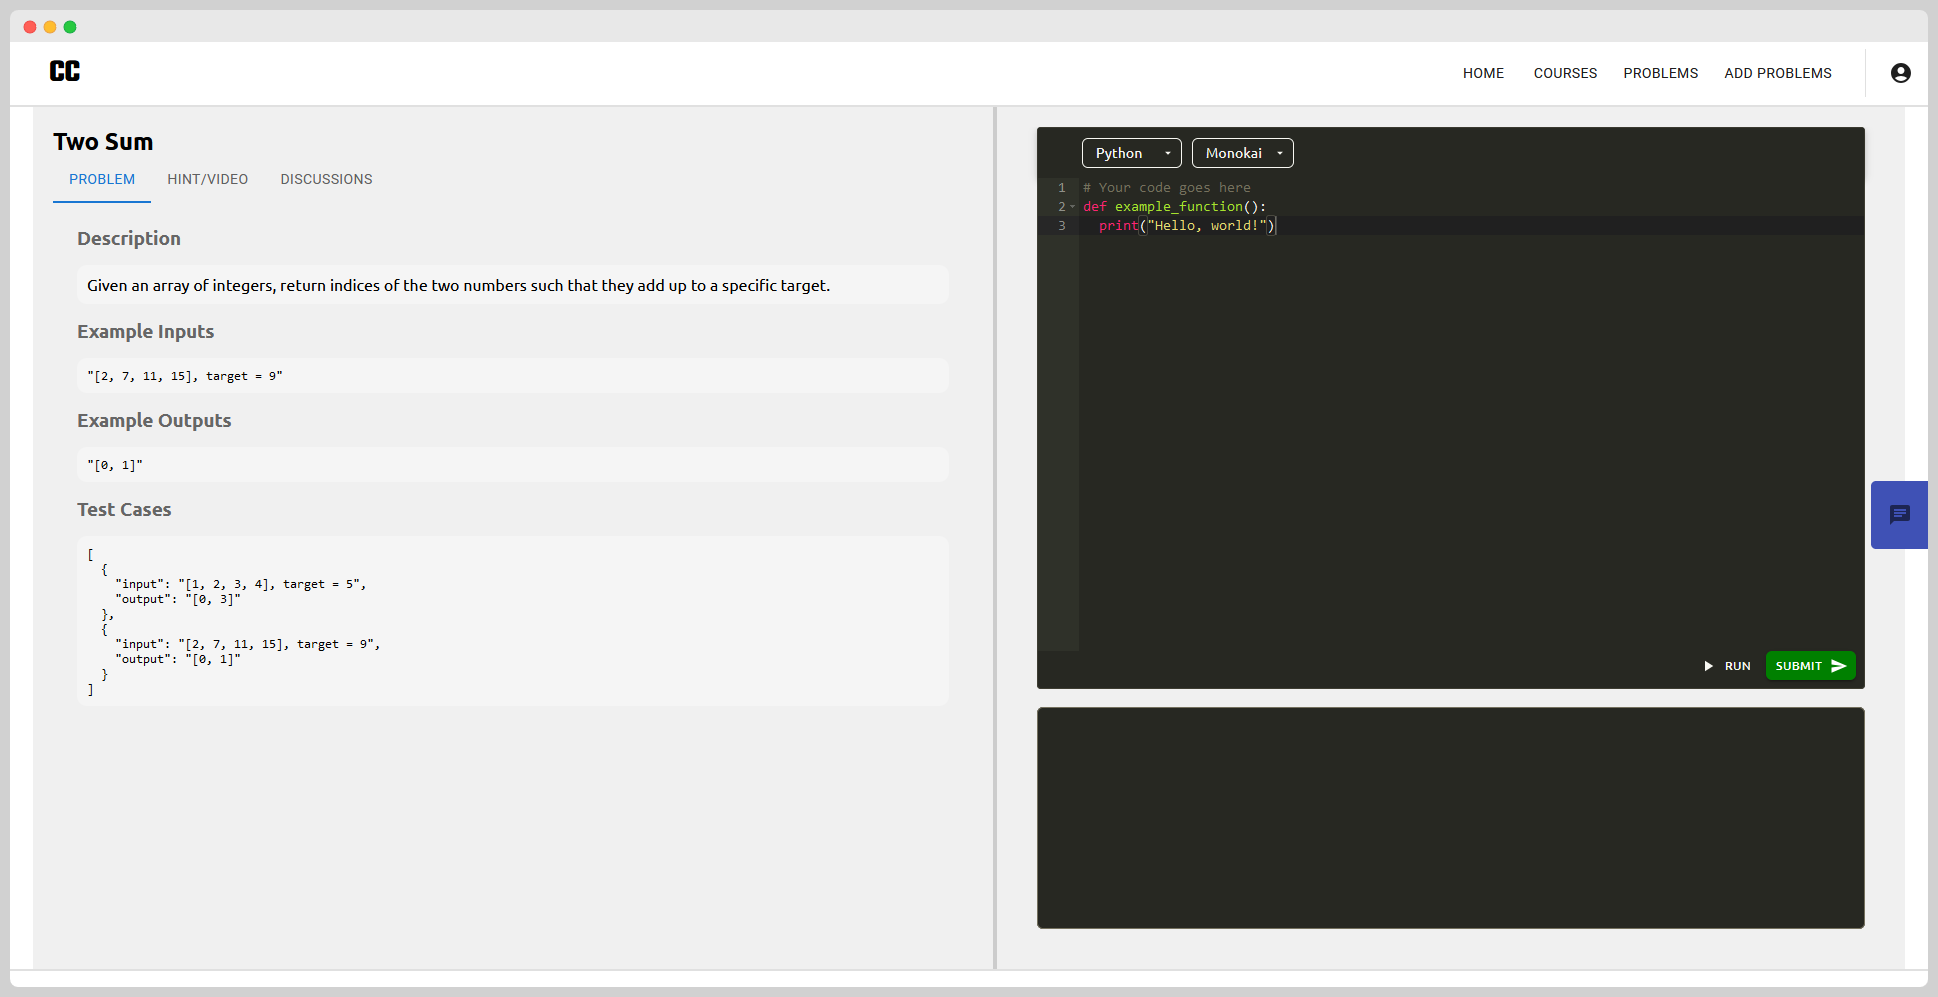 CC
HOME COURSES PROBLEMS ADD PROBLEMS
Two Sum
PROBLEM HINT/VIDEO DISCUSSIONS
Description
Given an array of integers, return indices of the two numbers such that they add up to a specific target.
Example Inputs
"[2, 7, 11, 15], target = 9"
Example Outputs
"[0, 1]"
Test Cases
[
  {
    "input": "[1, 2, 3, 4], target = 5",
    "output": "[0, 3]"
  },
  {
    "input": "[2, 7, 11, 15], target = 9",
    "output": "[0, 1]"
  }
]
Python Monokai
1 # Your code goes here
2 def example_function():
3   print("Hello, world!")
RUN SUBMIT